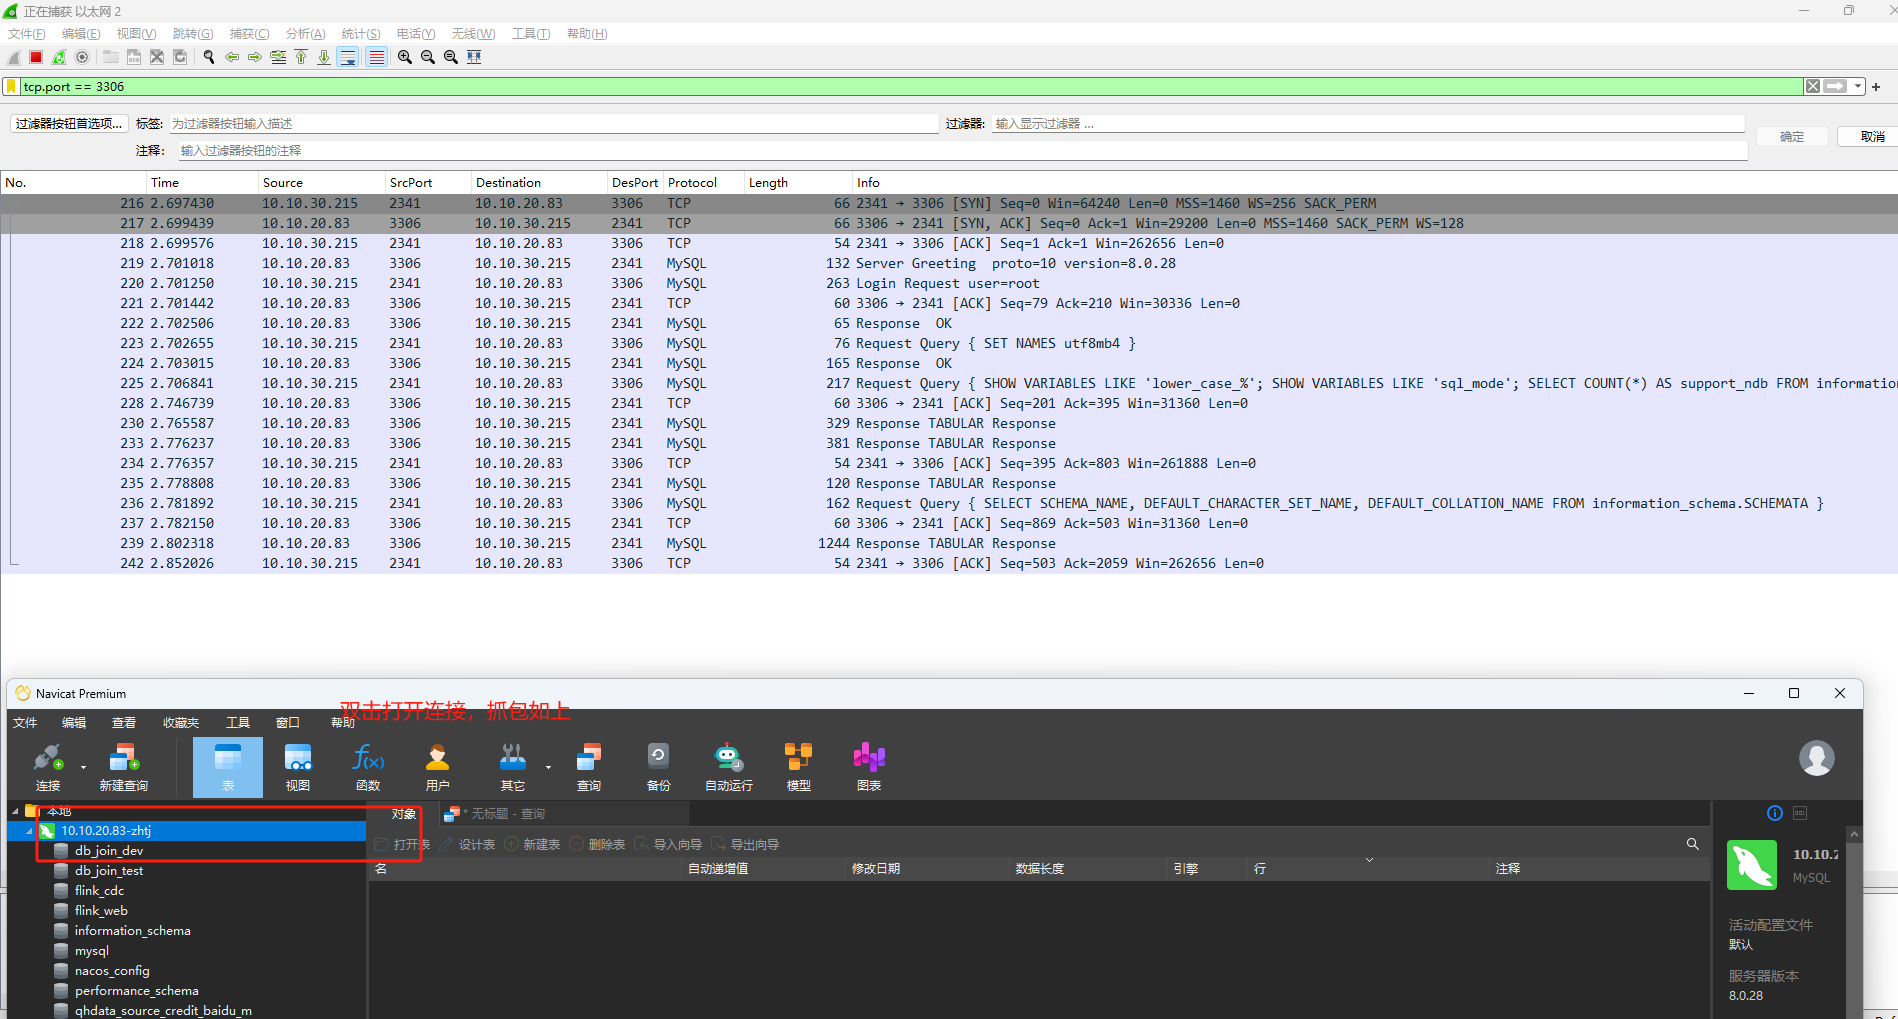 正在捕获 以太网 2
文件(F) 编辑(E) 视图(V) 跳转(G) 捕获(C) 分析(A) 统计(S) 电话(Y) 无线(W) 工具(T) 帮助(H)
tcp.port == 3306
过滤器按钮首选项... 标签: 为过滤器按钮输入描述 过滤器: 输入显示过滤器 ... 确定 取消
注释: 输入过滤器按钮的注释
No. Time Source SrcPort Destination DesPort Protocol Length Info
216 2.697430 10.10.30.215 2341 10.10.20.83 3306 TCP 66 2341 → 3306 [SYN] Seq=0 Win=64240 Len=0 MSS=1460 WS=256 SACK_PERM
217 2.699439 10.10.20.83 3306 10.10.30.215 2341 TCP 66 3306 → 2341 [SYN, ACK] Seq=0 Ack=1 Win=29200 Len=0 MSS=1460 SACK_PERM WS=128
218 2.699576 10.10.30.215 2341 10.10.20.83 3306 TCP 54 2341 → 3306 [ACK] Seq=1 Ack=1 Win=262656 Len=0
219 2.701018 10.10.20.83 3306 10.10.30.215 2341 MySQL 132 Server Greeting proto=10 version=8.0.28
220 2.701250 10.10.30.215 2341 10.10.20.83 3306 MySQL 263 Login Request user=root
221 2.701442 10.10.20.83 3306 10.10.30.215 2341 TCP 60 3306 → 2341 [ACK] Seq=79 Ack=210 Win=30336 Len=0
222 2.702506 10.10.20.83 3306 10.10.30.215 2341 MySQL 65 Response OK
223 2.702655 10.10.30.215 2341 10.10.20.83 3306 MySQL 76 Request Query { SET NAMES utf8mb4 }
224 2.703015 10.10.20.83 3306 10.10.30.215 2341 MySQL 165 Response OK
225 2.706841 10.10.30.215 2341 10.10.20.83 3306 MySQL 217 Request Query { SHOW VARIABLES LIKE 'lower_case_%'; SHOW VARIABLES LIKE 'sql_mode'; SELECT COUNT(*) AS support_ndb FROM information
228 2.746739 10.10.20.83 3306 10.10.30.215 2341 TCP 60 3306 → 2341 [ACK] Seq=201 Ack=395 Win=31360 Len=0
230 2.765587 10.10.20.83 3306 10.10.30.215 2341 MySQL 329 Response TABULAR Response
233 2.776237 10.10.20.83 3306 10.10.30.215 2341 MySQL 381 Response TABULAR Response
234 2.776357 10.10.30.215 2341 10.10.20.83 3306 TCP 54 2341 → 3306 [ACK] Seq=395 Ack=803 Win=261888 Len=0
235 2.778808 10.10.20.83 3306 10.10.30.215 2341 MySQL 120 Response TABULAR Response
236 2.781892 10.10.30.215 2341 10.10.20.83 3306 MySQL 162 Request Query { SELECT SCHEMA_NAME, DEFAULT_CHARACTER_SET_NAME, DEFAULT_COLLATION_NAME FROM information_schema.SCHEMATA }
237 2.782150 10.10.20.83 3306 10.10.30.215 2341 TCP 60 3306 → 2341 [ACK] Seq=869 Ack=503 Win=31360 Len=0
239 2.802318 10.10.20.83 3306 10.10.30.215 2341 MySQL 1244 Response TABULAR Response
242 2.852026 10.10.30.215 2341 10.10.20.83 3306 TCP 54 2341 → 3306 [ACK] Seq=503 Ack=2059 Win=262656 Len=0
Navicat Premium
双击打开连接，抓包如上
文件 编辑 查看 收藏夹 工具 窗口 帮助
连接 新建查询 表 视图 函数 用户 其它 查询 备份 自动运行 模型 图表
本地 对象 * 无标题 - 查询
10.10.20.83-zhtj
打开表 设计表 新建表 删除表 导入向导 导出向导
名 自动递增值 修改日期 数据长度 引擎 行 注释
db_join_dev
db_join_test
flink_cdc
flink_web
information_schema
mysql
nacos_config
performance_schema
qhdata_source_credit_baidu_m
10.10.2
MySQL
活动配置文件
默认
服务器版本
8.0.28